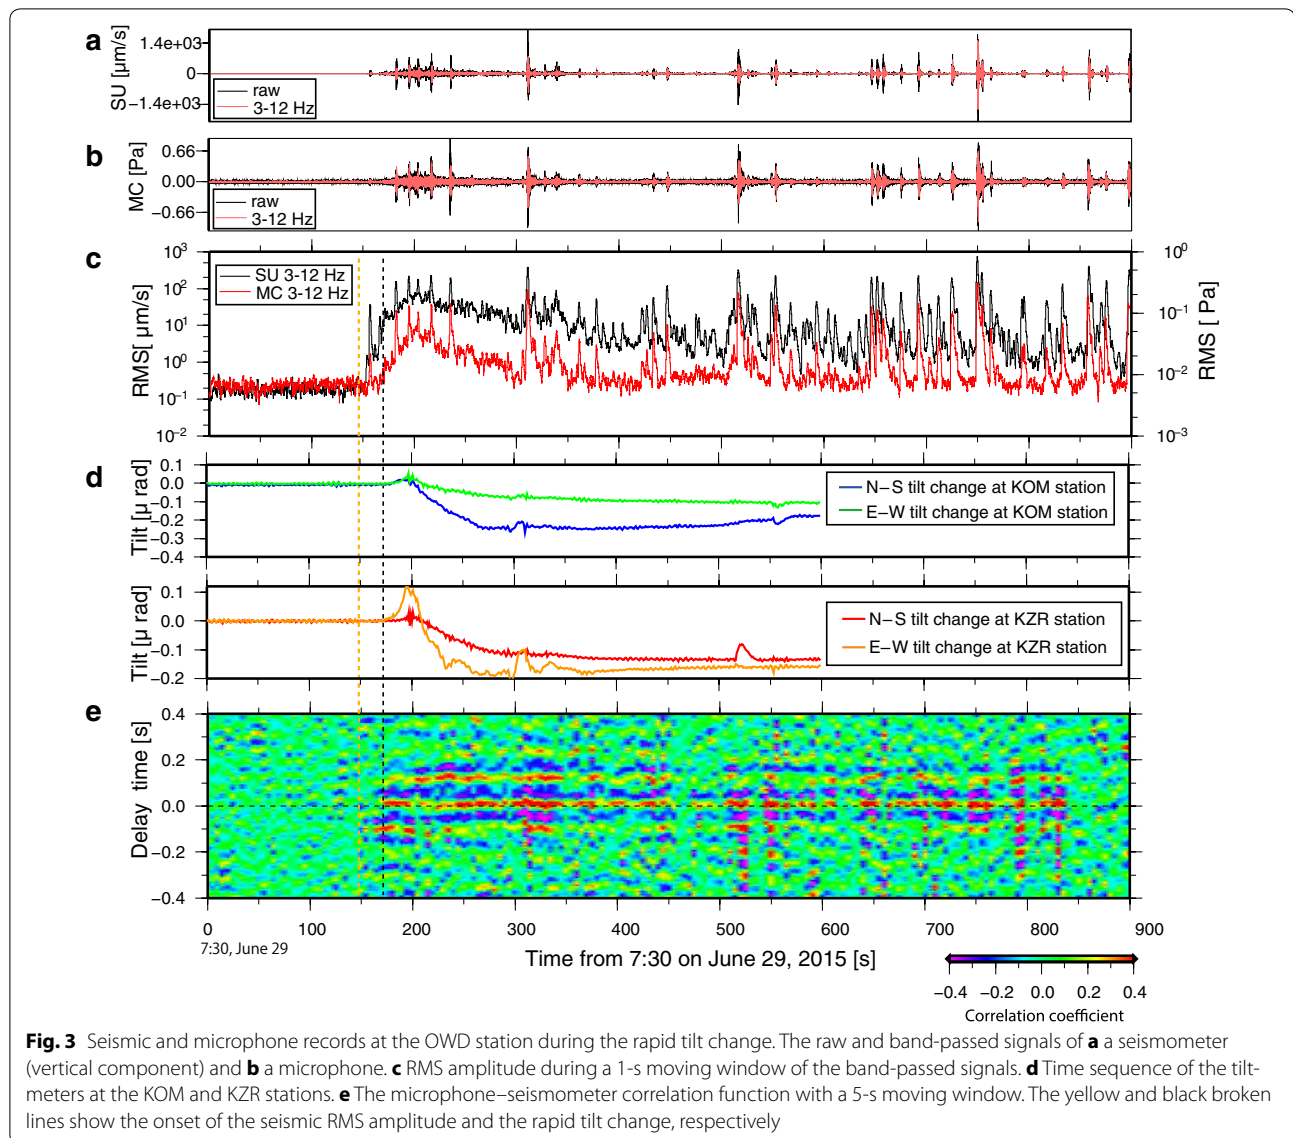 a
SU [µm/s]
1.4e+03
0
−1.4e+03
raw
3-12 Hz
b
MC [Pa]
0.66
0.00
−0.66
raw
3-12 Hz
c
RMS[ µm/s]
10³
10²
10¹
10⁰
10⁻¹
10⁻²
SU 3-12 Hz
MC 3-12 Hz
10⁰
10⁻¹
10⁻²
10⁻³
RMS [ Pa]
d
Tilt [µ rad]
0.1
0.0
−0.1
−0.2
−0.3
−0.4
N−S tilt change at KOM station
E−W tilt change at KOM station
Tilt [µ rad]
0.1
0.0
−0.1
−0.2
N−S tilt change at KZR station
E−W tilt change at KZR station
e
Delay time [s]
0.4
0.2
0.0
−0.2
−0.4
0 100 200 300 400 500 600 700 800 900
7:30, June 29
Time from 7:30 on June 29, 2015 [s]
−0.4 −0.2 0.0 0.2 0.4
Correlation coefficient
Fig. 3 Seismic and microphone records at the OWD station during the rapid tilt change. The raw and band-passed signals of a a seismometer
(vertical component) and b a microphone. c RMS amplitude during a 1-s moving window of the band-passed signals. d Time sequence of the tilt-
meters at the KOM and KZR stations. e The microphone–seismometer correlation function with a 5-s moving window. The yellow and black broken
lines show the onset of the seismic RMS amplitude and the rapid tilt change, respectively